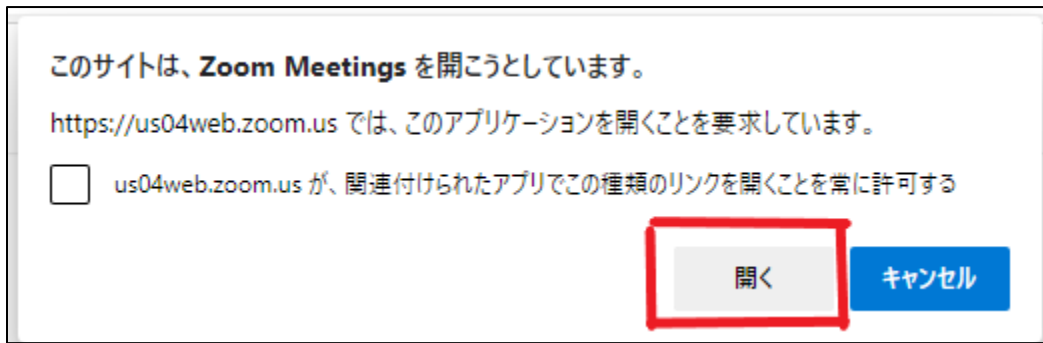 このサイトは、Zoom Meetings を開こうとしています。
https://us04web.zoom.us では、このアプリケーションを開くことを要求しています。
us04web.zoom.us が、関連付けられたアプリでこの種類のリンクを開くことを常に許可する
開く
キャンセル